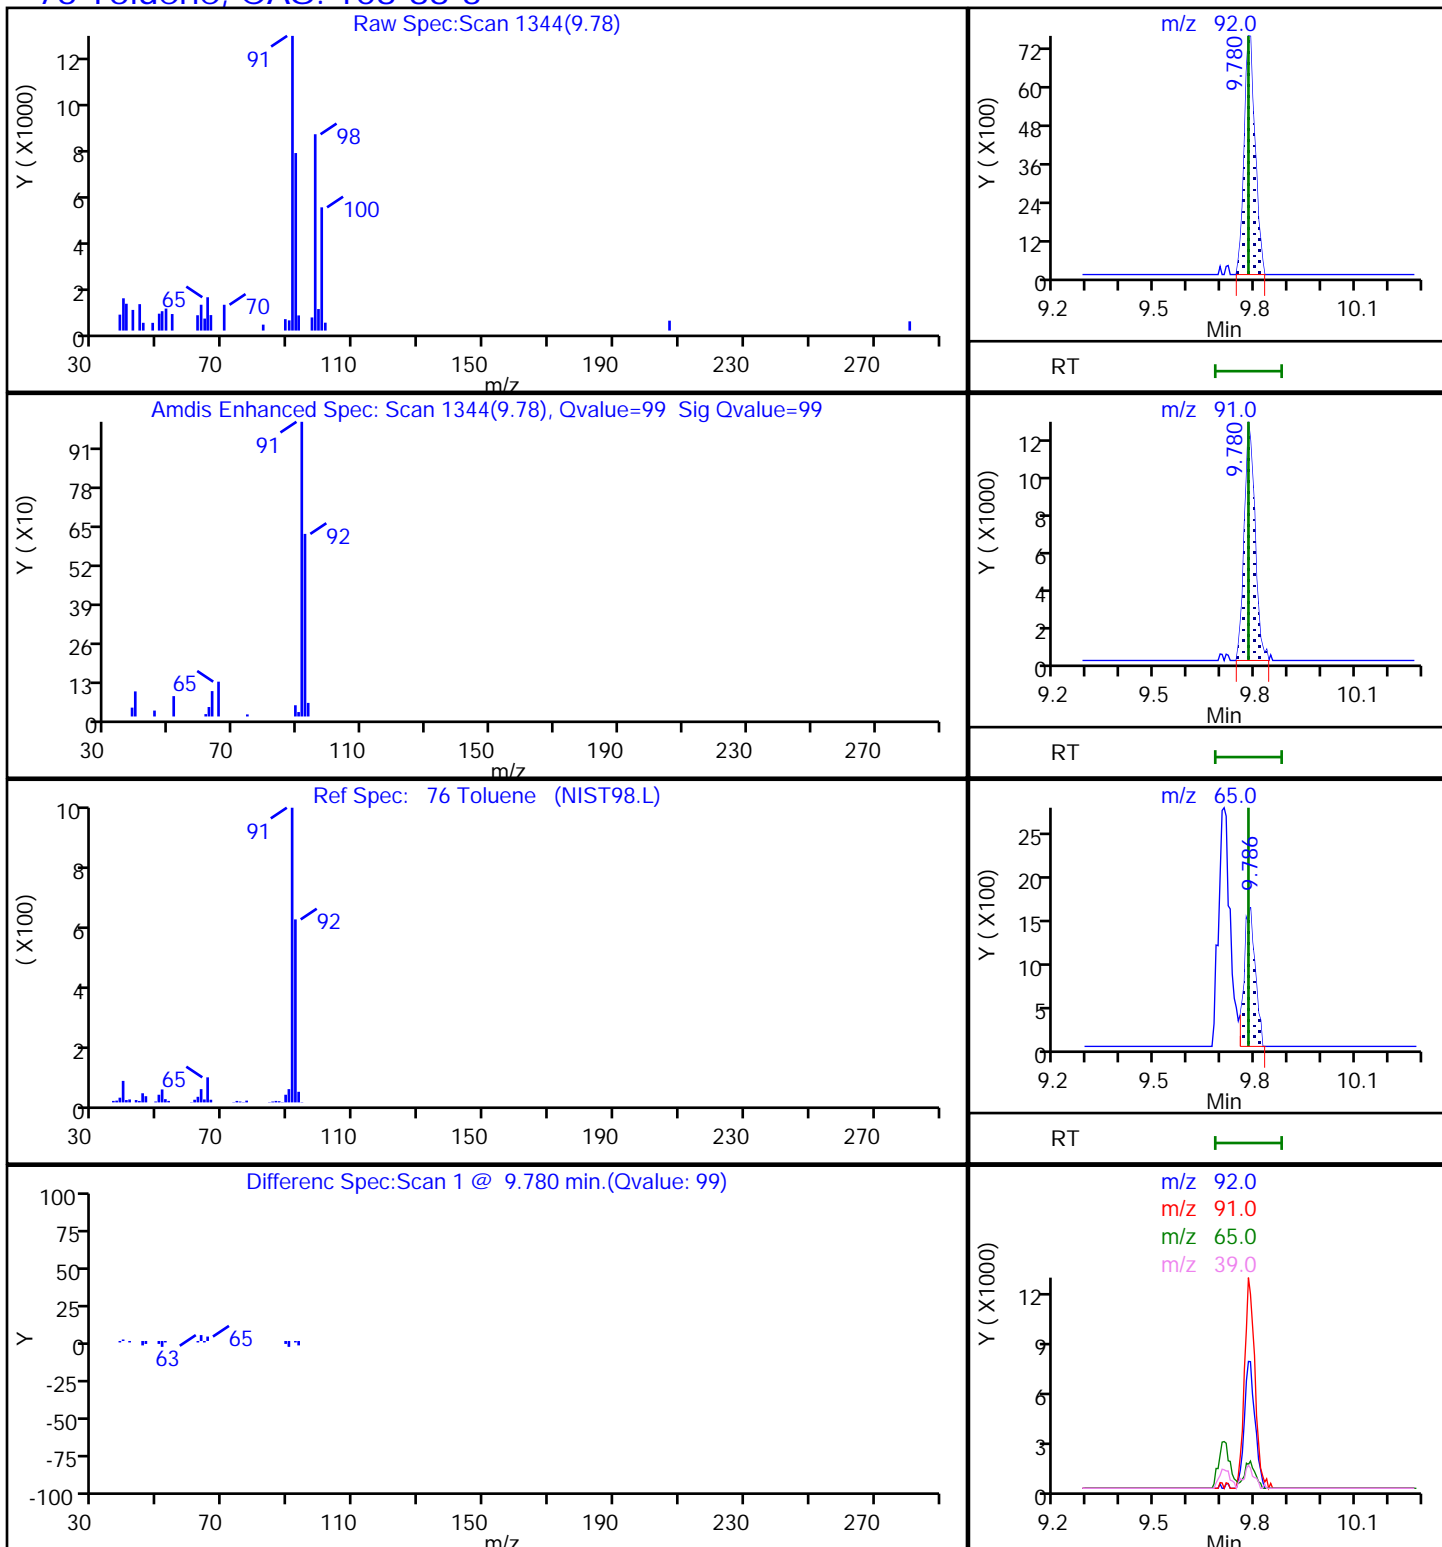 76 Toluene, CAS: 108-88-3
Raw Spec:Scan 1344(9.78)
Y ( X1000)
12
10
8
6
4
2
0
91
98
100
65
70
30 70 110 150 190 230 270
m/z
m/z 92.0
Y ( X100)
72
60
48
36
24
12
0
9.780
9.2 9.5 9.8 10.1
Min
RT
Amdis Enhanced Spec: Scan 1344(9.78), Qvalue=99 Sig Qvalue=99
Y ( X10)
91
78
65
52
39
26
13
0
91
92
65
30 70 110 150 190 230 270
m/z
m/z 91.0
Y ( X1000)
12
10
8
6
4
2
0
9.780
9.2 9.5 9.8 10.1
Min
RT
Ref Spec: 76 Toluene (NIST98.L)
( X100)
10
8
6
4
2
0
91
92
65
30 70 110 150 190 230 270
m/z 65.0
Y ( X100)
25
20
15
10
5
0
9.786
9.2 9.5 9.8 10.1
Min
RT
Differenc Spec:Scan 1 @ 9.780 min.(Qvalue: 99)
Y
100
75
50
25
0
-25
-50
-75
-100
63
65
30 70 110 150 190 230 270
m/z
m/z 92.0
m/z 91.0
m/z 65.0
m/z 39.0
Y ( X1000)
12
9
6
3
0
9.2 9.5 9.8 10.1
Min